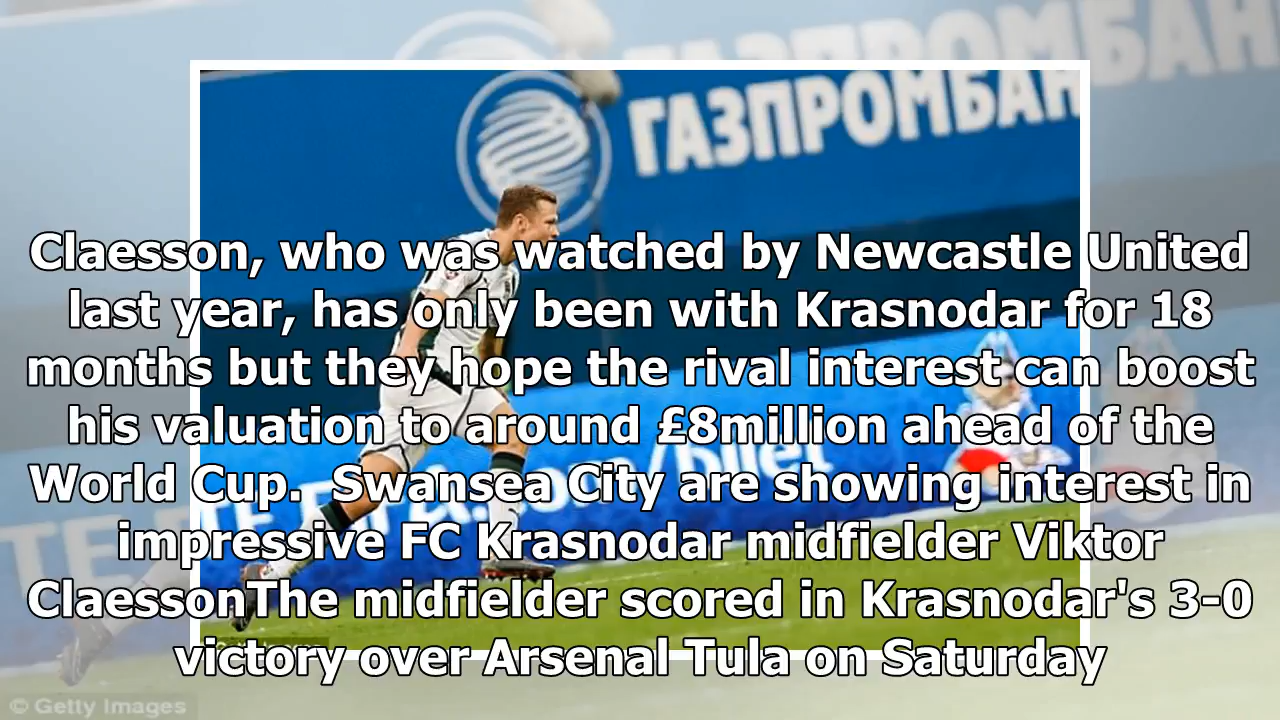 ГАЗПРОМБАН
ГАЗПРОМБАН
Claesson, who was watched by Newcastle United
last year, has only been with Krasnodar for 18
months but they hope the rival interest can boost
his valuation to around £8million ahead of the
World Cup.  Swansea City are showing interest in
impressive FC Krasnodar midfielder Viktor
ClaessonThe midfielder scored in Krasnodar's 3-0
victory over Arsenal Tula on Saturday
© Getty Images